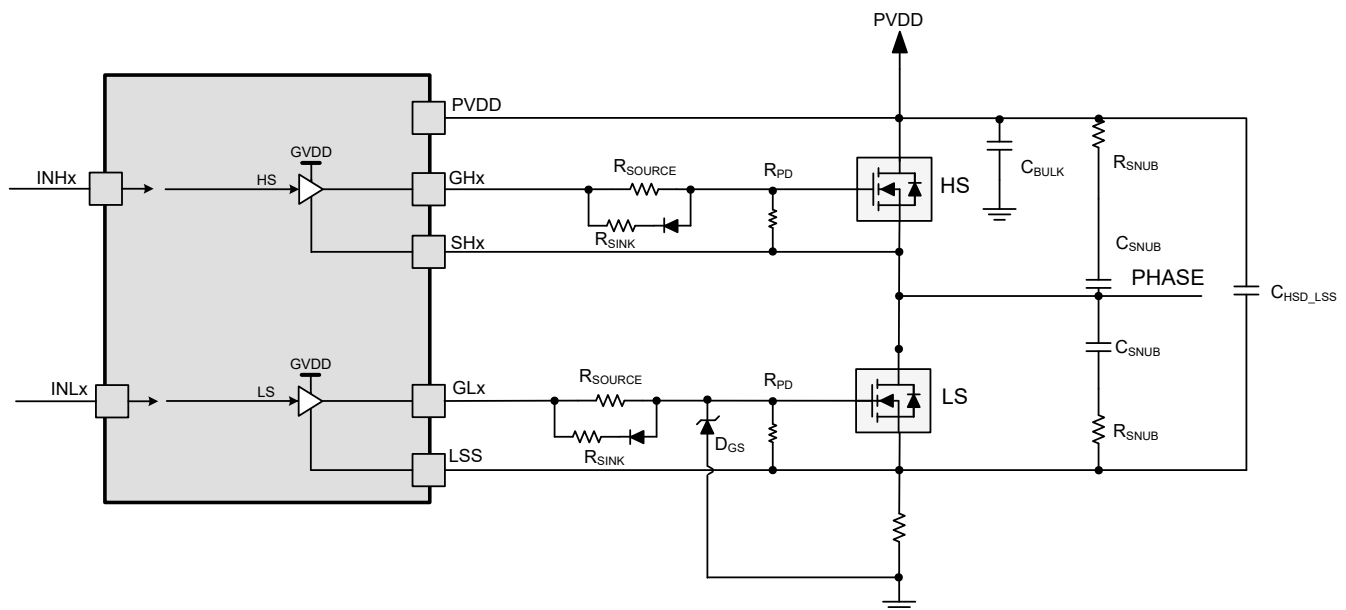 PVDD
PVDD
GVDD
INHx
HS
GHx
R_SOURCE
R_PD
HS
C_BULK
R_SNUB
R_SINK
SHx
C_SNUB
PHASE
C_HSD_LSS
GVDD
INLx
LS
GLx
R_SOURCE
R_PD
LS
C_SNUB
R_SINK
D_GS
R_SNUB
LSS